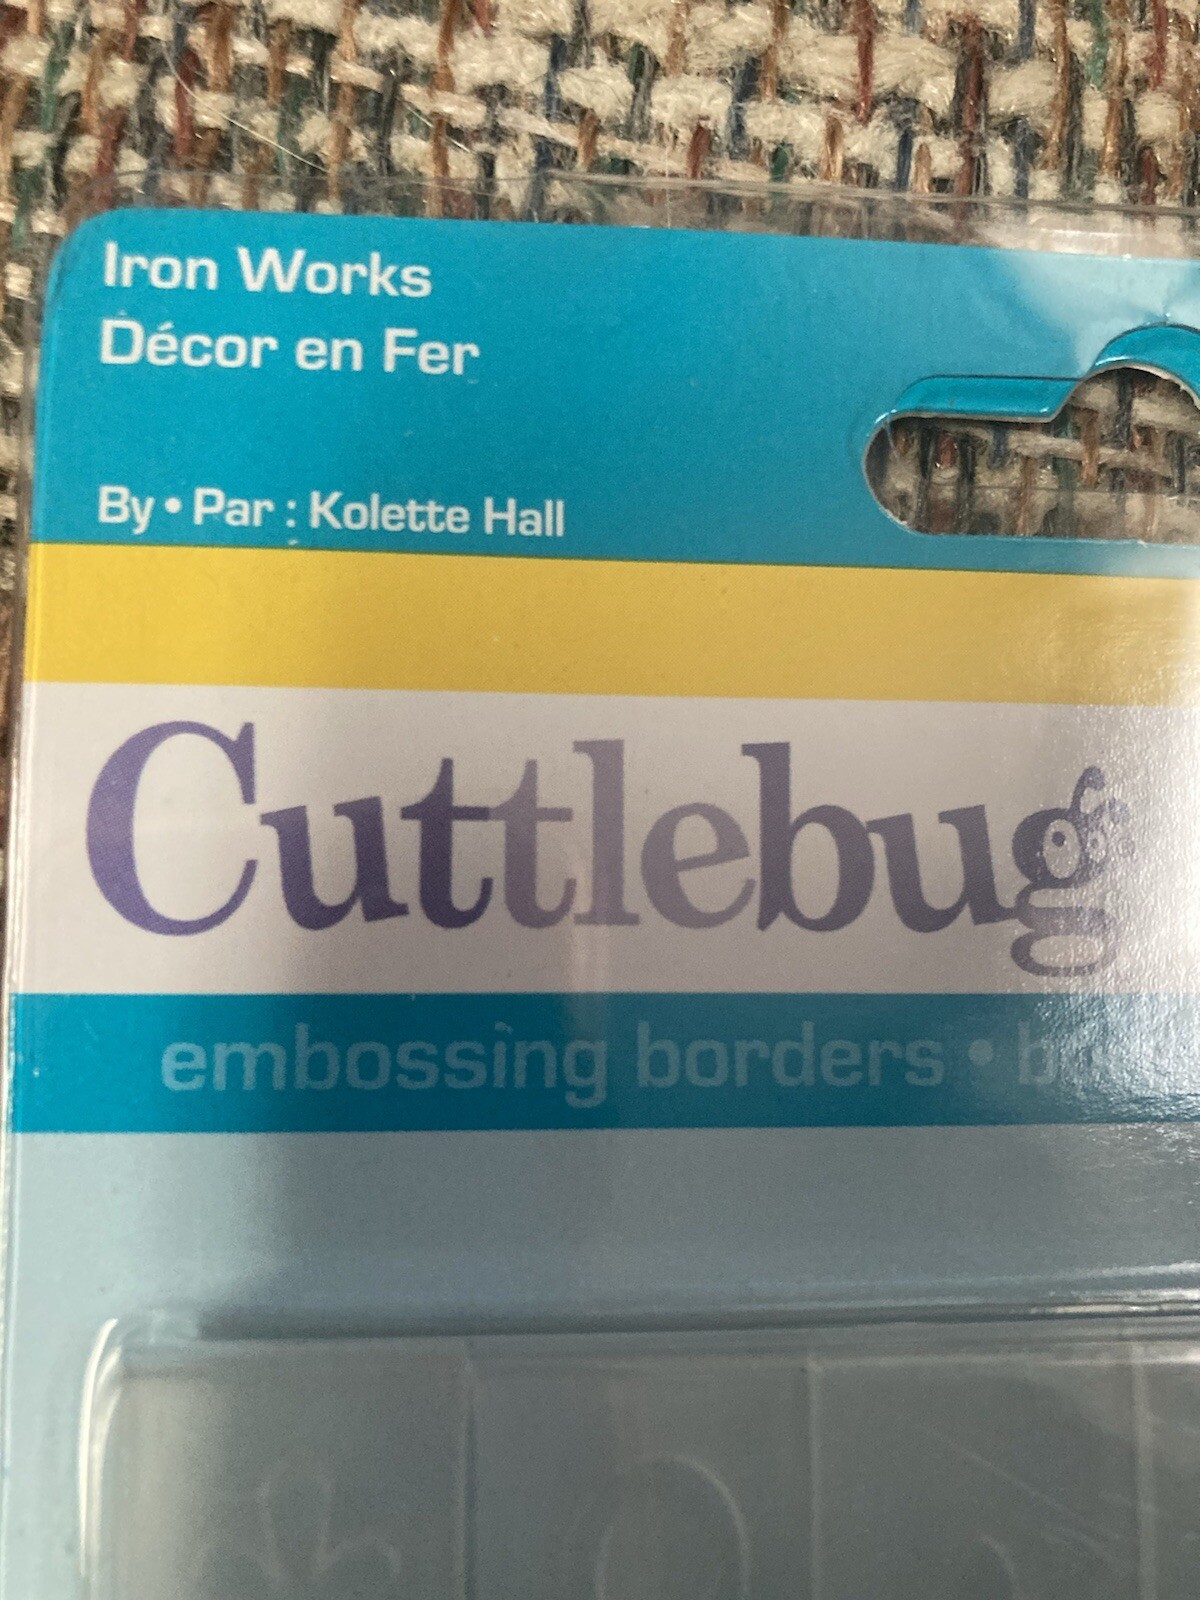 Iron Works
Décor en Fer
By • Par : Kolette Hall
Cuttlebug
embossing borders •